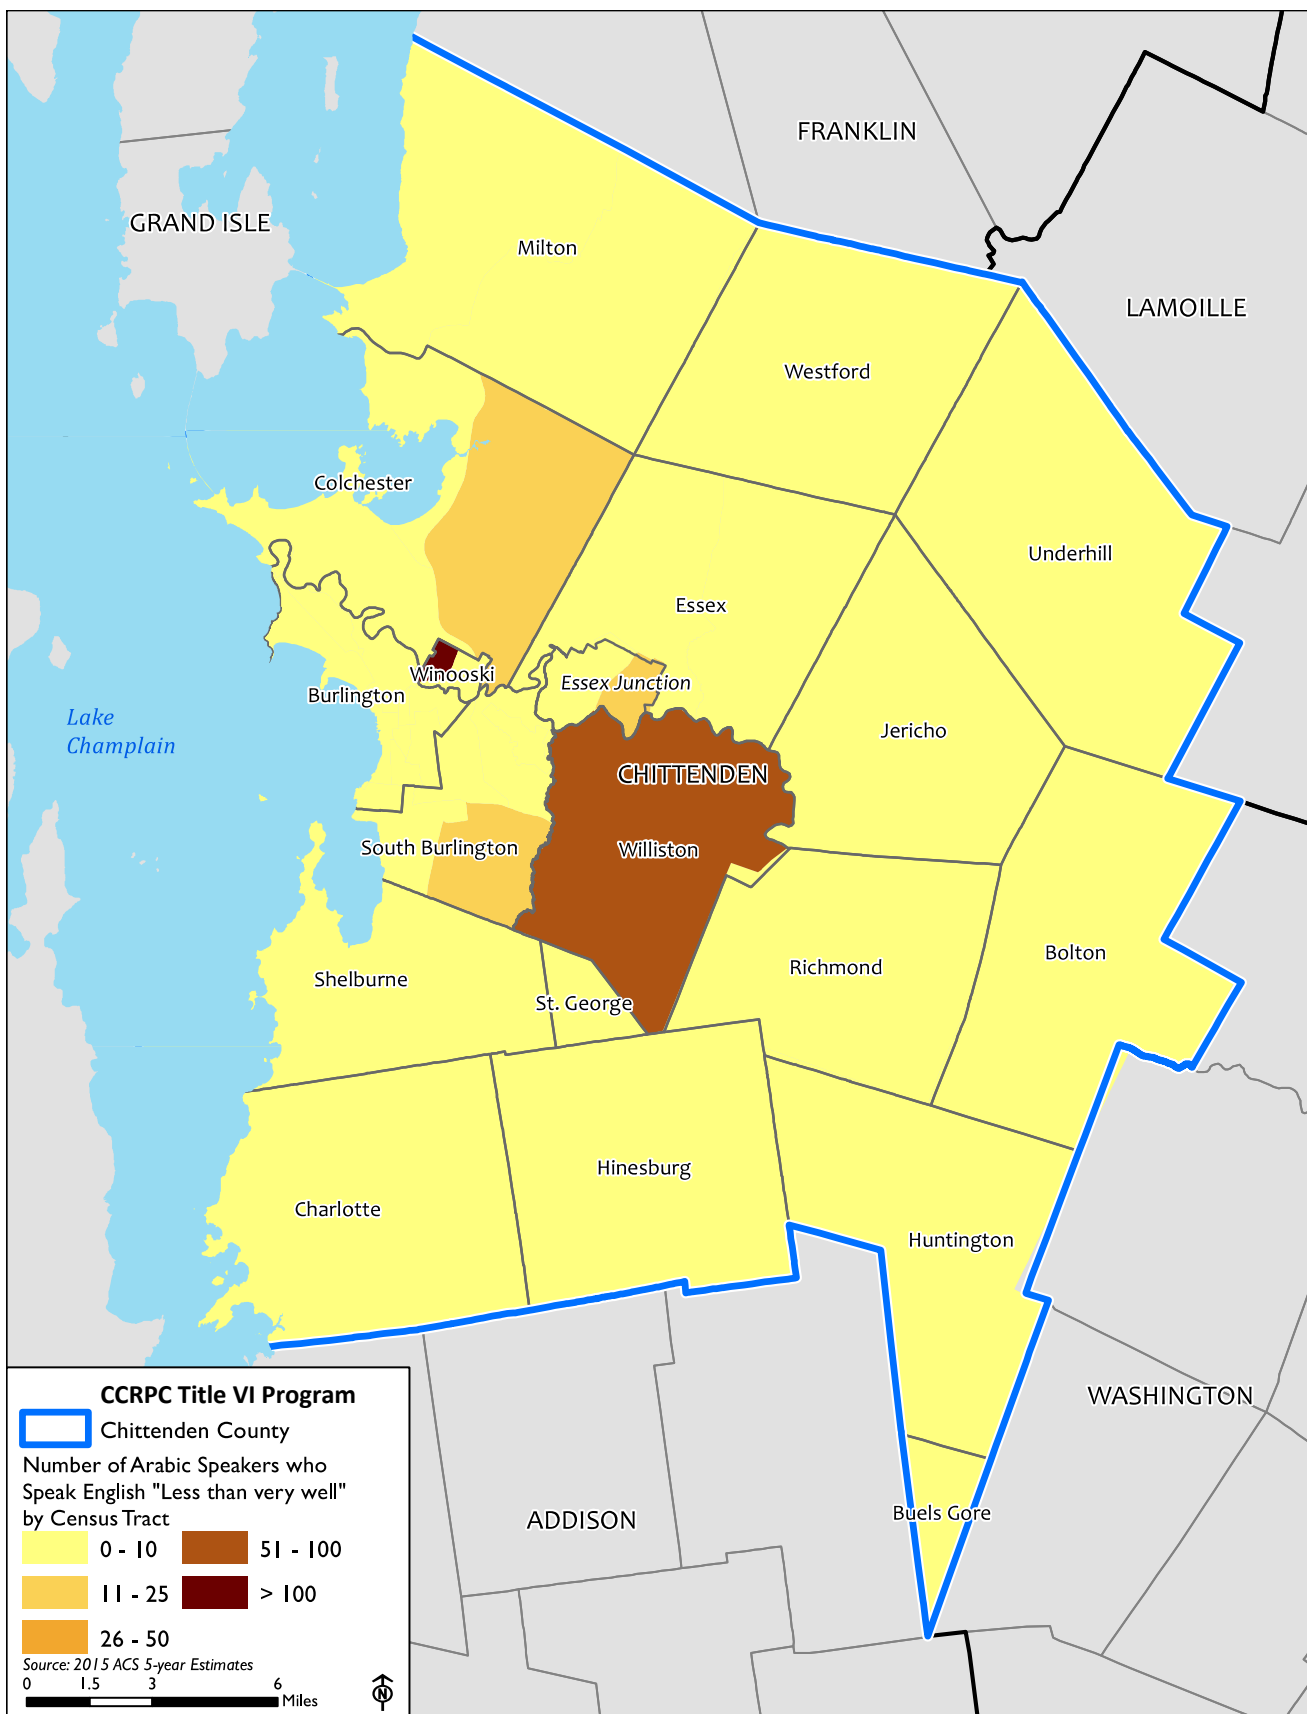 FRANKLIN
GRAND ISLE
Milton
LAMOILLE
Westford
Colchester
Underhill
Essex
Winooski
Essex Junction
Burlington
Lake
Champlain
Jericho
CHITTENDEN
South Burlington
Williston
Bolton
Richmond
Shelburne
St. George
Hinesburg
Charlotte
Huntington
WASHINGTON
Buels Gore
ADDISON
CCRPC Title VI Program
Chittenden County
Number of Arabic Speakers who
Speak English "Less than very well"
by Census Tract
0 - 10
51 - 100
11 - 25
> 100
26 - 50
Source: 2015 ACS 5-year Estimates
0 1.5 3 6
Miles
N